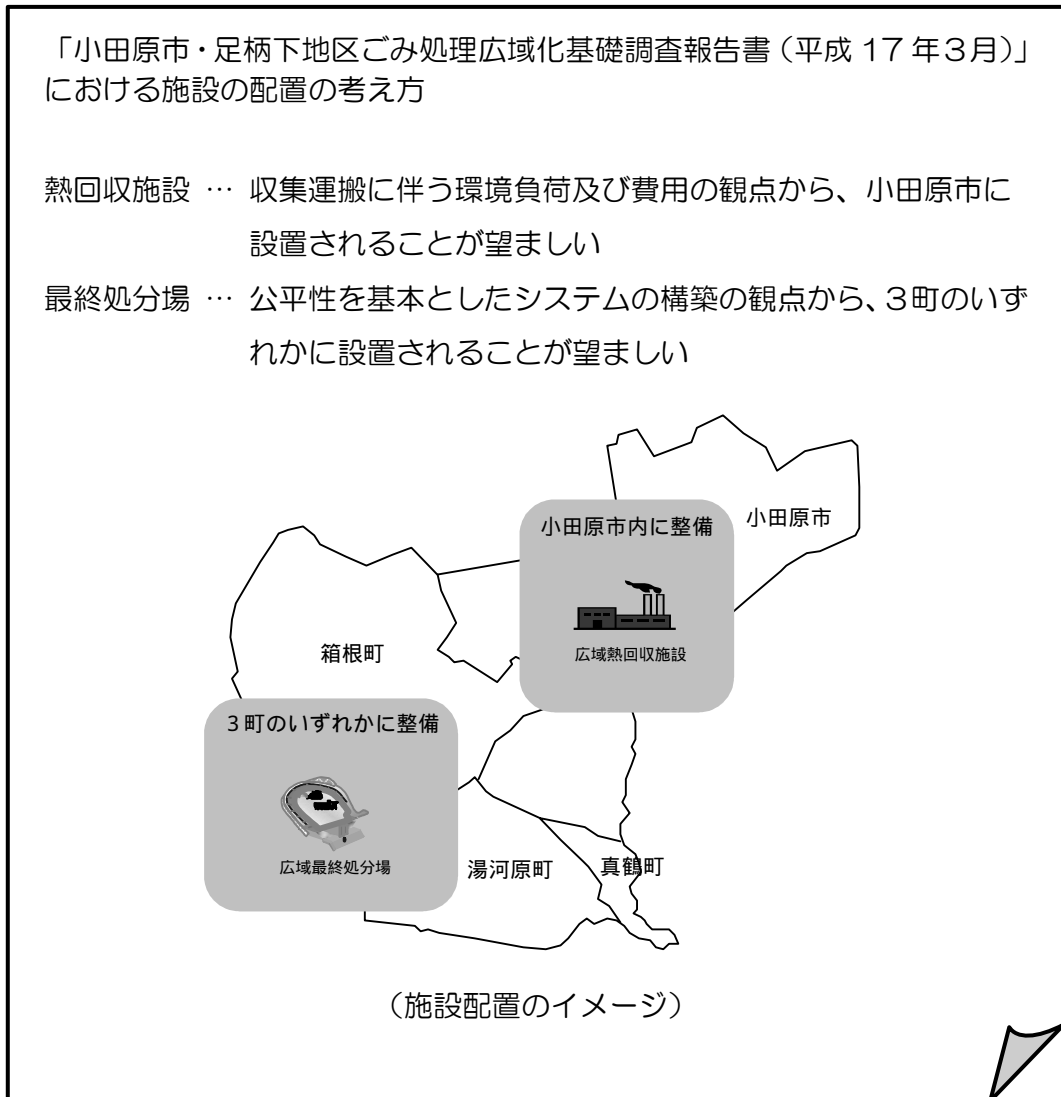 「小田原市・足柄下地区ごみ処理広域化基礎調査報告書（平成 17 年３月）」
における施設の配置の考え方
熱回収施設 … 収集運搬に伴う環境負荷及び費用の観点から、小田原市に
設置されることが望ましい
最終処分場 … 公平性を基本としたシステムの構築の観点から、３町のいず
れかに設置されることが望ましい
小田原市
小田原市内に整備
広域熱回収施設
箱根町
３町のいずれかに整備
広域最終処分場
湯河原町
真鶴町
（施設配置のイメージ）